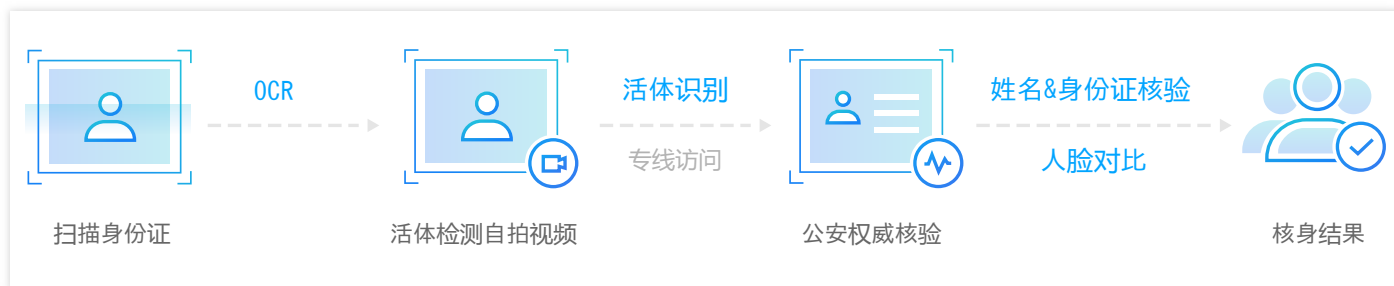 OCR
活体识别
姓名&身份证核验
专线访问
人脸对比
扫描身份证
活体检测自拍视频
公安权威核验
核身结果